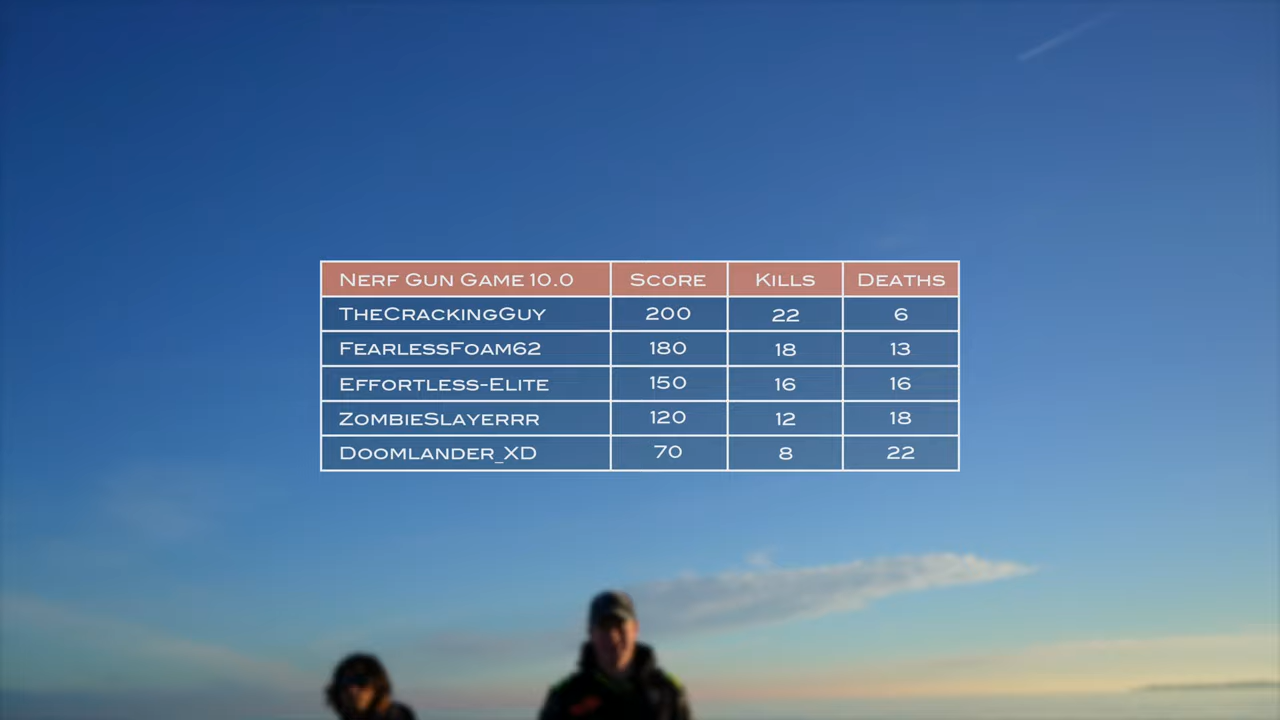 Nerf Gun Game 10.0 Score Kills Deaths
TheCrackingGuy 200 22 6
FearlessFoam62 180 18 13
Effortless-Elite 150 16 16
ZombieSlayerrr 120 12 18
Doomlander_XD 70 8 22